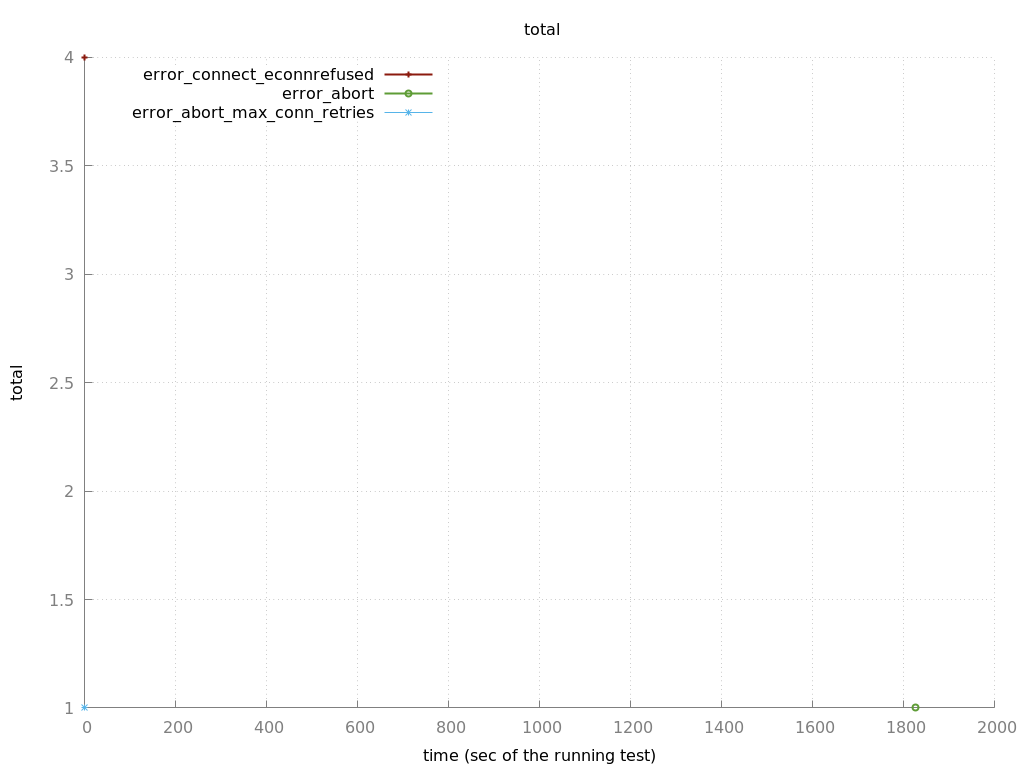 total
4
3.5
3
2.5
2
1.5
1
error_connect_econnrefused
error_abort
error_abort_max_conn_retries
total
0 200 400 600 800 1000 1200 1400 1600 1800 2000
time (sec of the running test)